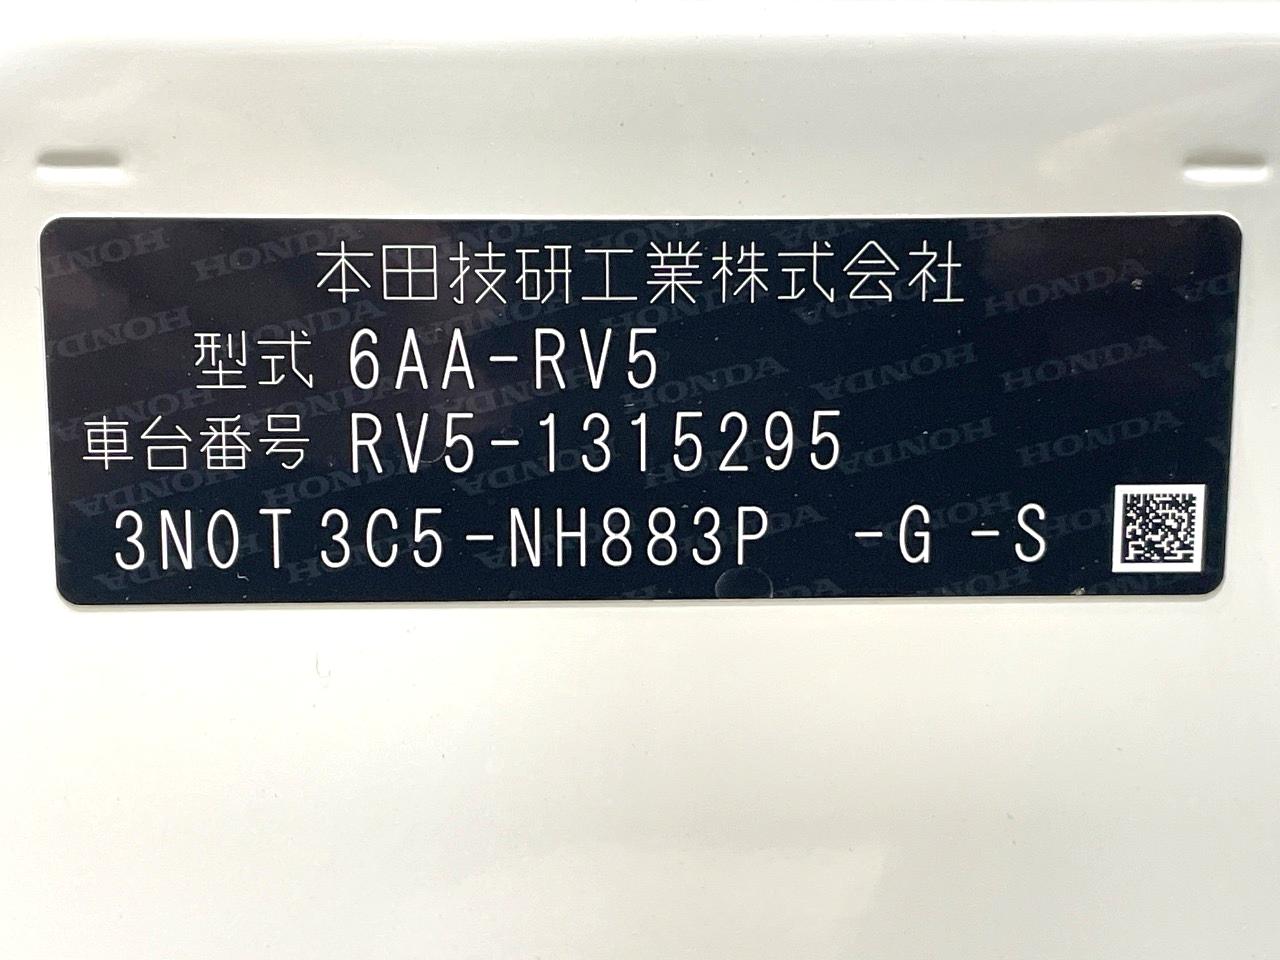 本田技研工業株式会社
型式 6AA-RV5
車台番号 RV5-1315295
3N0T3C5-NH883P -G -S